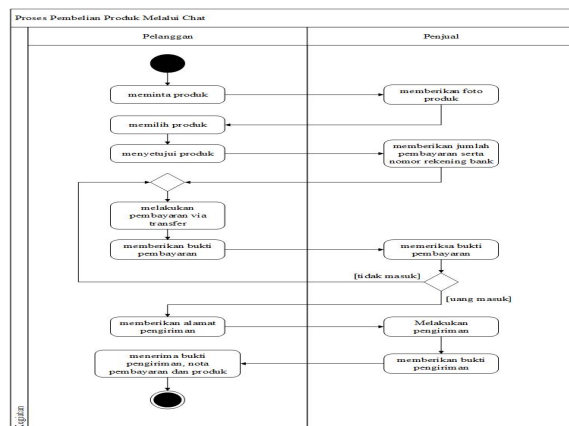 Proses Pembelian Produk Melalui Chat
Pelanggan
Penjual
meminta produk
memberikan foto
produk
memilih produk
menyetujui produk
memberikan jumlah
pembayaran serta
nomor rekening bank
melakukan
pembayaran via
transfer
memberikan bukti
pembayaran
memeriksa bukti
pembayaran
[tidak masuk]
[uang masuk]
memberikan alamat
pengiriman
Melakukan
pengiriman
memberikan bukti
pengiriman
menerima bukti
pengiriman, nota
pembayaran dan produk